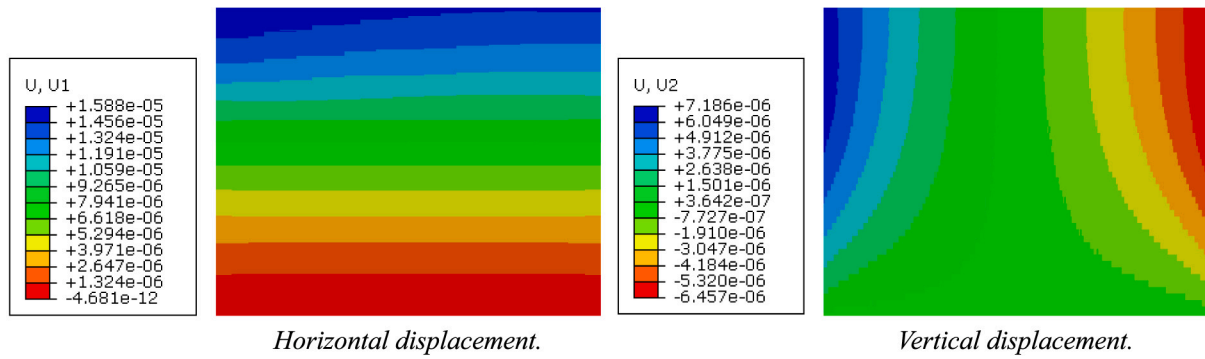 U, U1
+1.588e-05
+1.456e-05
+1.324e-05
+1.191e-05
+1.059e-05
+9.265e-06
+7.941e-06
+6.618e-06
+5.294e-06
+3.971e-06
+2.647e-06
+1.324e-06
-4.681e-12
Horizontal displacement.
U, U2
+7.186e-06
+6.049e-06
+4.912e-06
+3.775e-06
+2.638e-06
+1.501e-06
+3.642e-07
-7.727e-07
-1.910e-06
-3.047e-06
-4.184e-06
-5.320e-06
-6.457e-06
Vertical displacement.